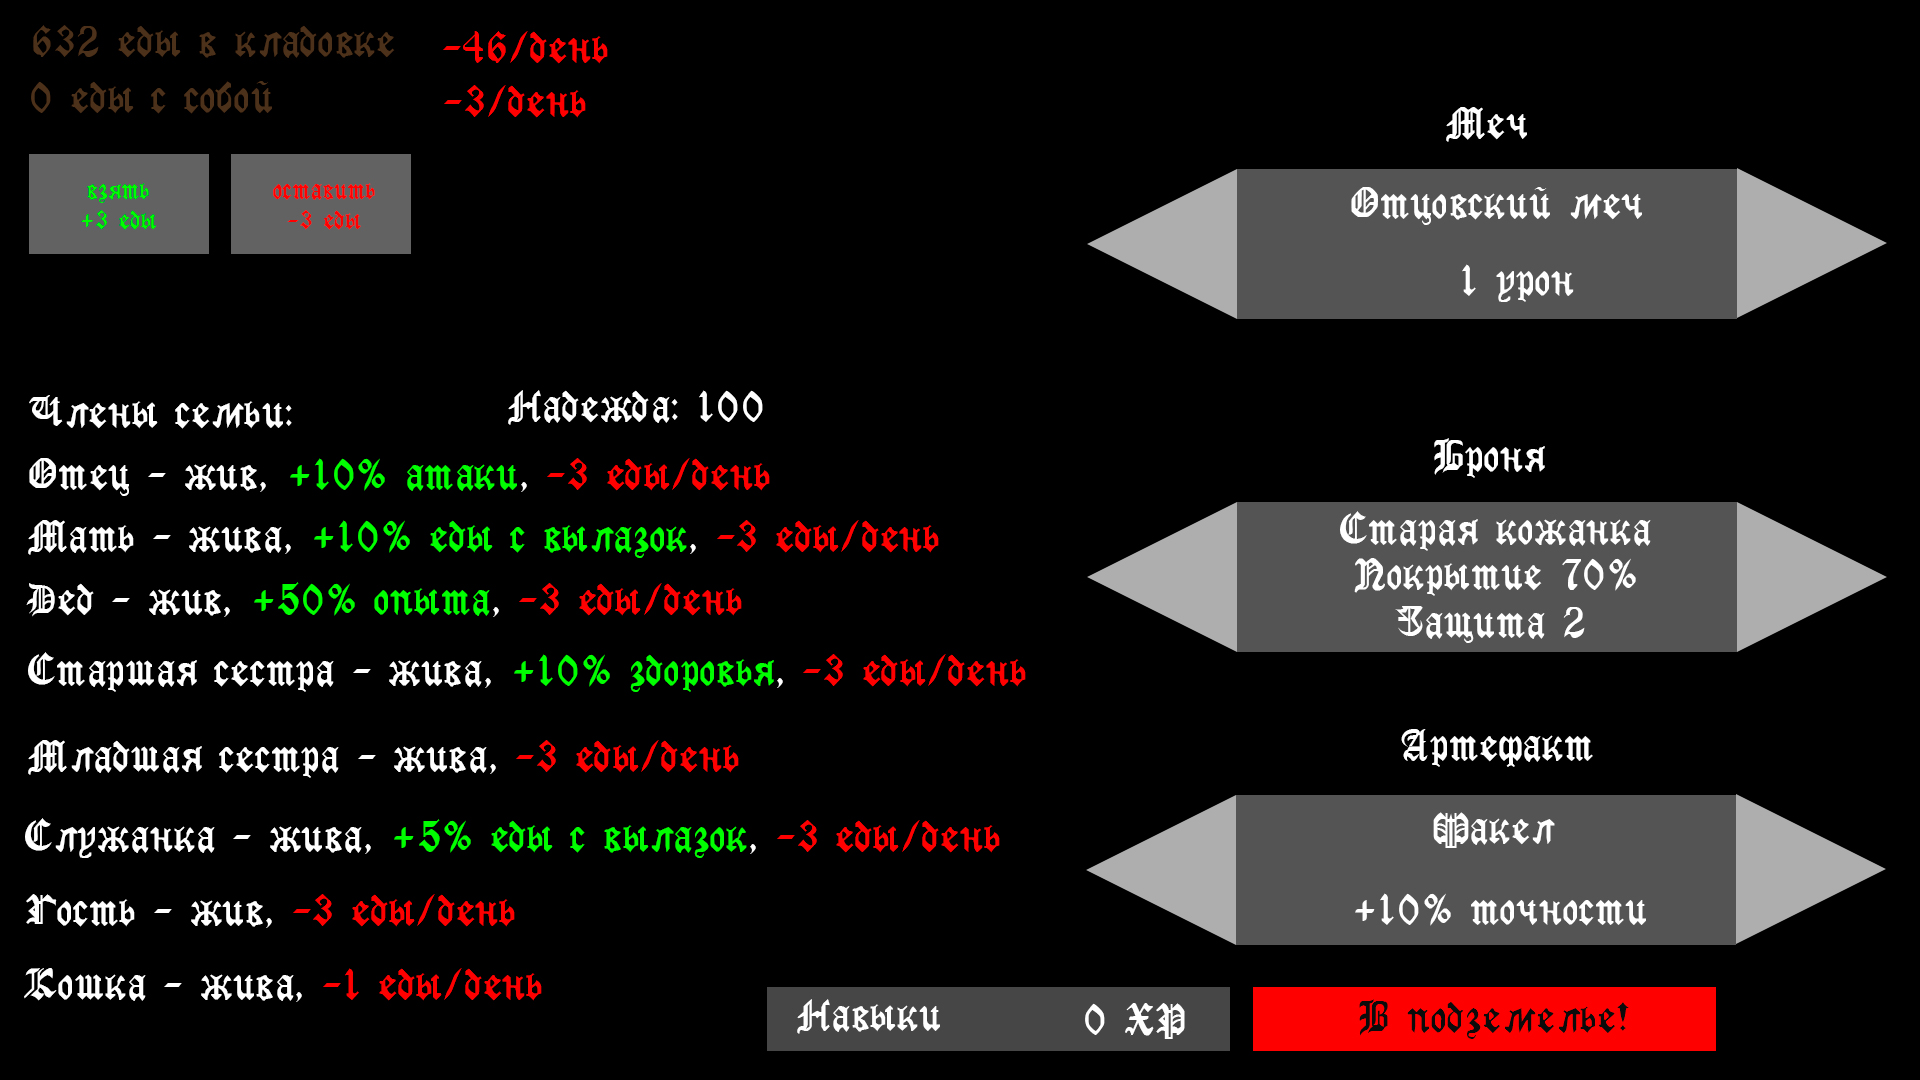 632 еды в кладовке -46/день
0 еды с собой -3/день
взять
+3 еды
оставить
-3 еды
Меч
Отцовский меч
1 урон
Члены семьи: Надежда: 100
Отец - жив, +10% атаки, -3 еды/день
Мать - жива, +10% еды с вылазок, -3 еды/день
Дед - жив, +50% опыта, -3 еды/день
Старшая сестра - жива, +10% здоровья, -3 еды/день
Младшая сестра - жива, -3 еды/день
Служанка - жива, +5% еды с вылазок, -3 еды/день
Гость - жив, -3 еды/день
Кошка - жива, -1 еды/день
Броня
Старая кожанка
Покрытие 70%
Защита 2
Артефакт
Факел
+10% точности
Навыки 0 XP
В подземелье!